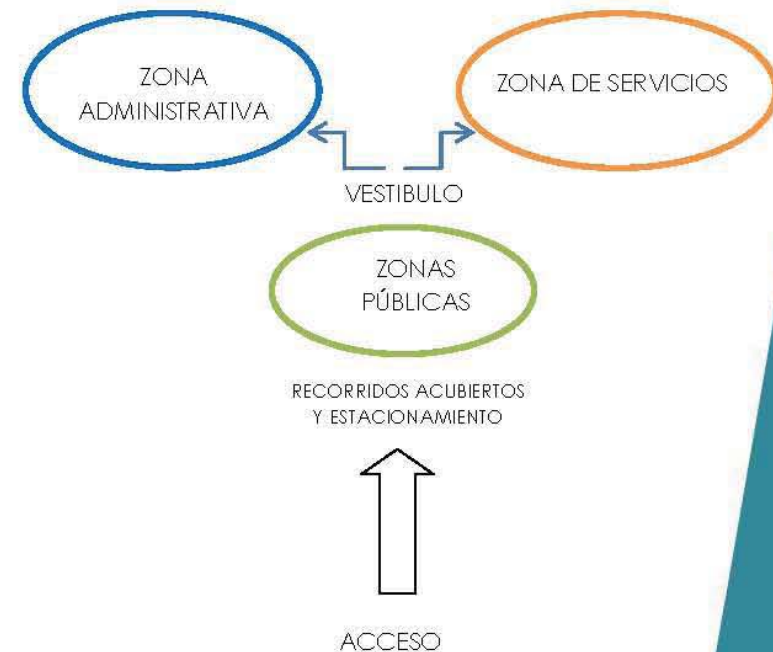 ZONA
ADMINISTRATIVA
ZONA DE SERVICIOS
VESTIBULO
ZONAS
PÚBLICAS
RECORRIDOS ACUBIERTOS
Y ESTACIONAMIENTO
ACCESO